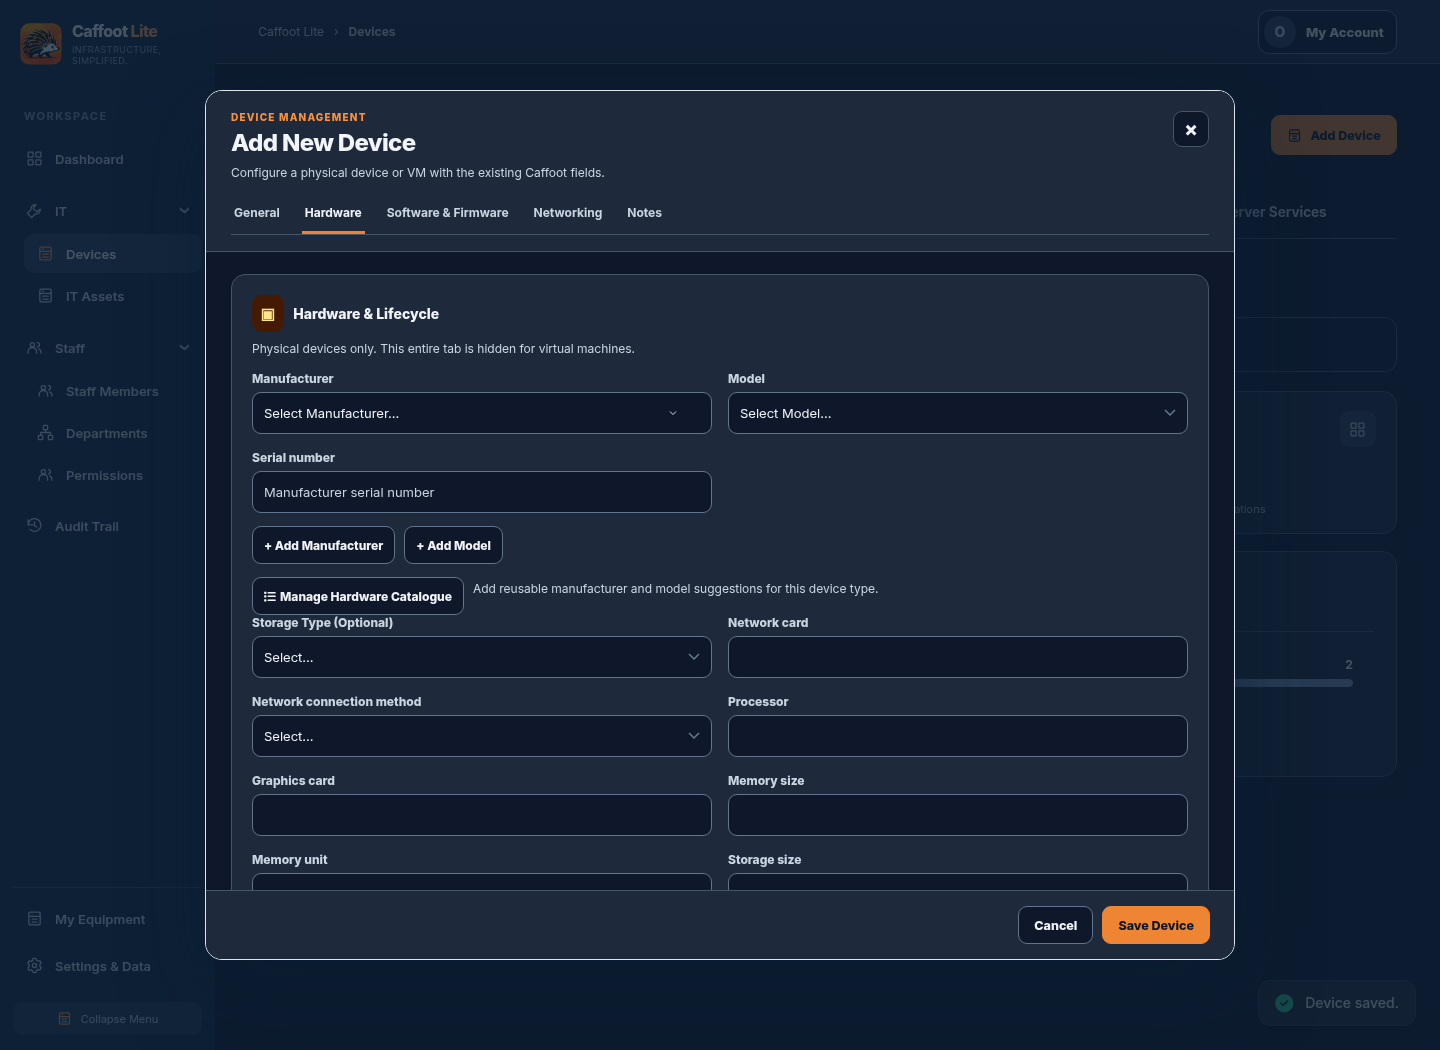 Caffoot Lite
INFRASTRUCTURE,
SIMPLIFIED.
Caffoot Lite › Devices
O My Account
WORKSPACE
Dashboard
IT
Devices
IT Assets
Staff
Staff Members
Departments
Permissions
Audit Trail
My Equipment
Settings & Data
Collapse Menu
Add Device
Services
2
DEVICE MANAGEMENT
Add New Device
Configure a physical device or VM with the existing Caffoot fields.
General Hardware Software & Firmware Networking Notes
Hardware & Lifecycle
Physical devices only. This entire tab is hidden for virtual machines.
Manufacturer Model
Select Manufacturer... Select Model...
Serial number
Manufacturer serial number
+ Add Manufacturer + Add Model
Manage Hardware Catalogue Add reusable manufacturer and model suggestions for this device type.
Storage Type (Optional) Network card
Select...
Network connection method Processor
Select...
Graphics card Memory size
Memory unit Storage size
Cancel Save Device
Device saved.